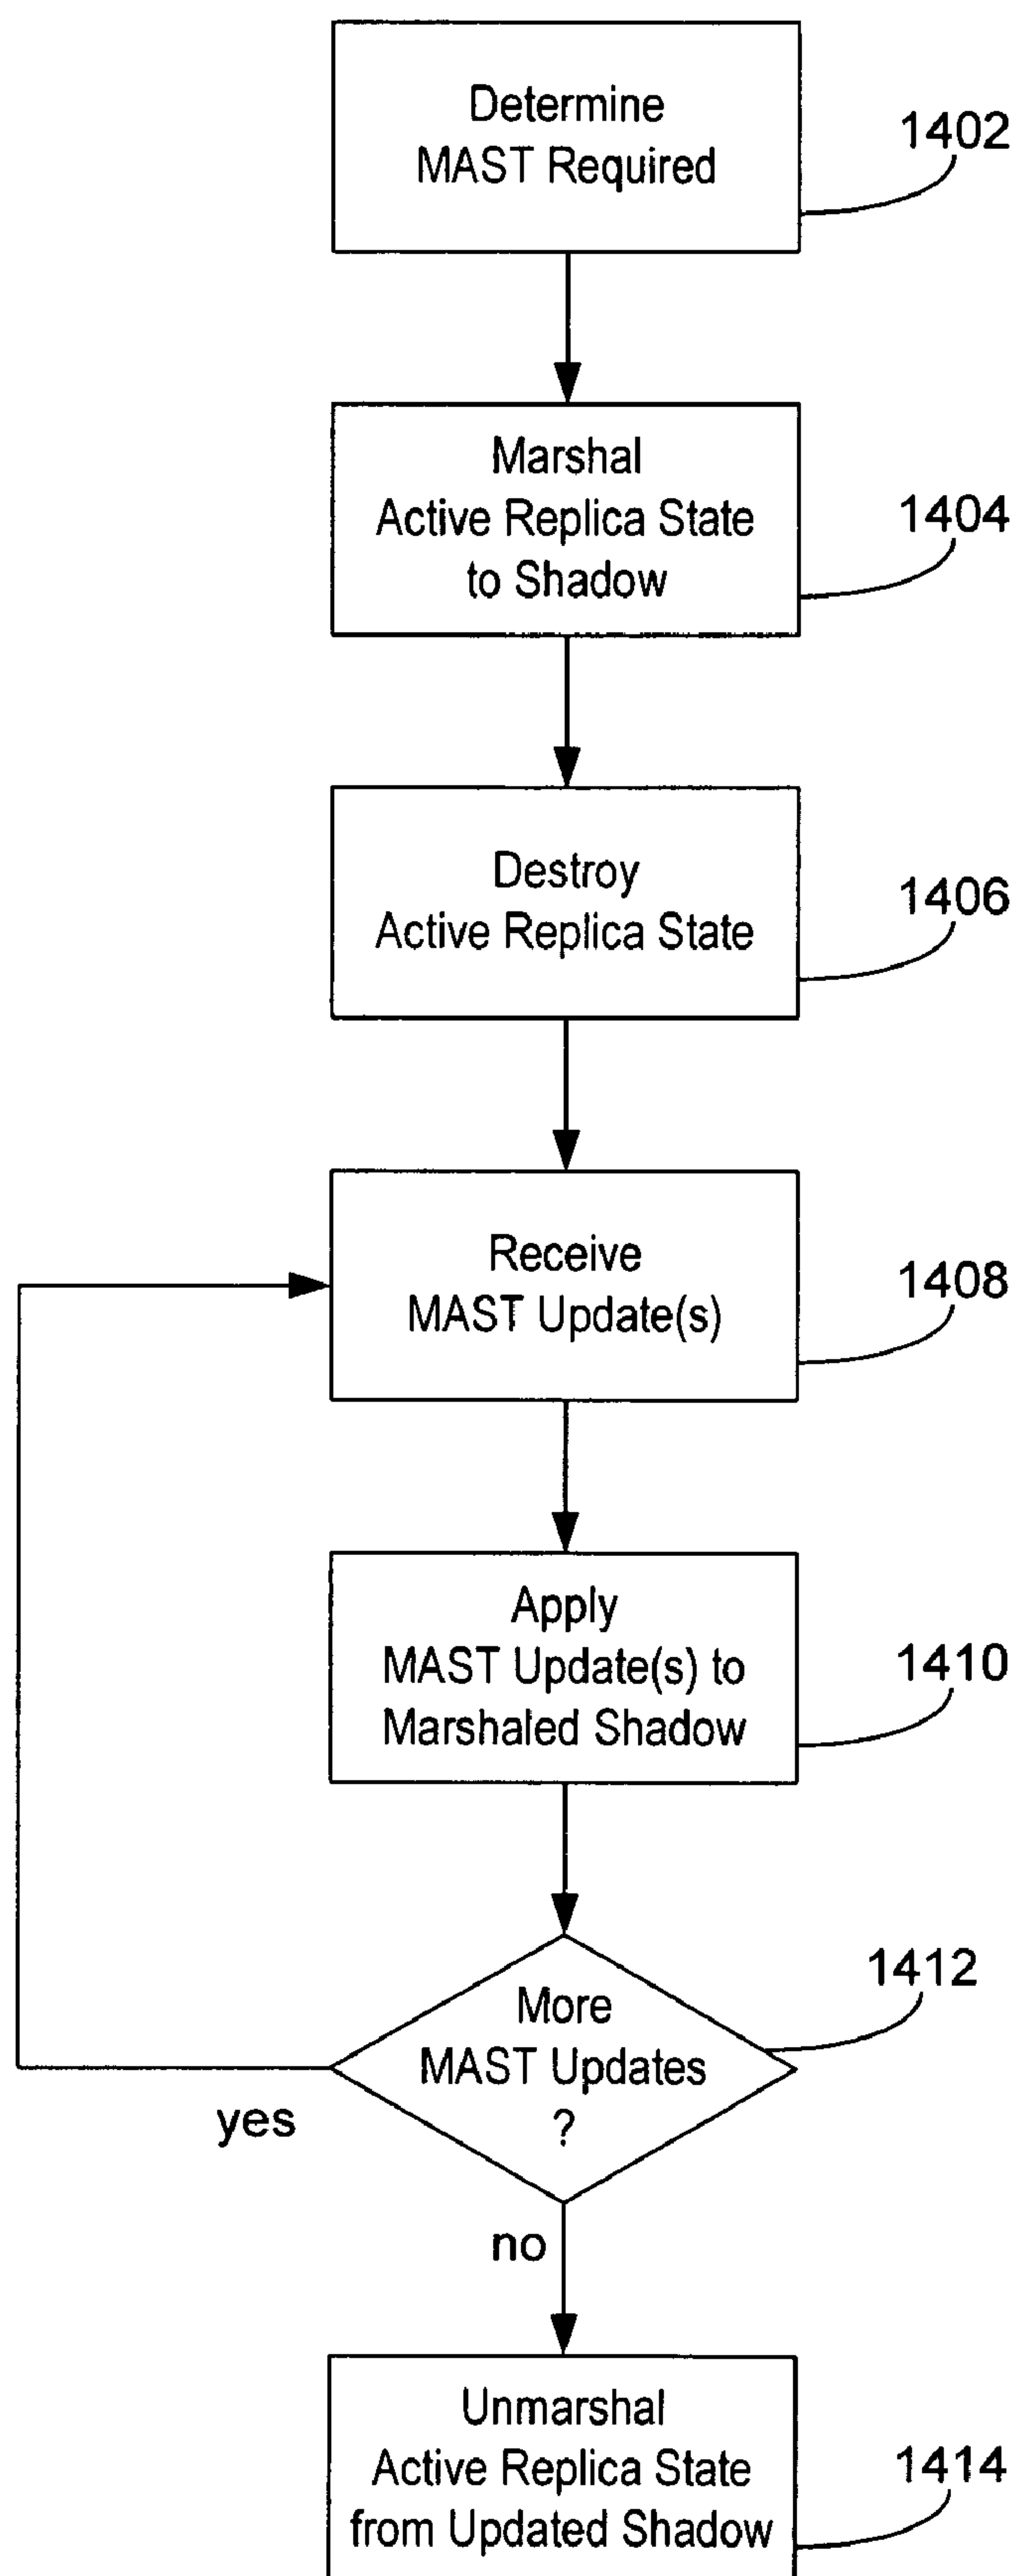 Determine
MAST Required
1402
Marshal
Active Replica State
to Shadow
1404
Destroy
Active Replica State
1406
Receive
MAST Update(s)
1408
Apply
MAST Update(s) to
Marshaled Shadow
1410
More
MAST Updates
?
1412
yes
no
Unmarshal
Active Replica State
from Updated Shadow
1414